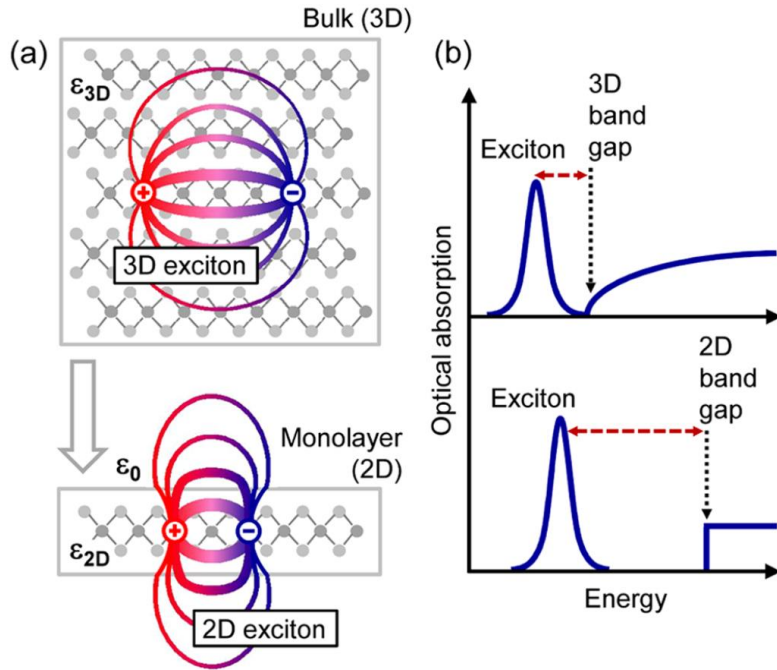 (a)
Bulk (3D)
ε3D
+
−
3D exciton
Monolayer
(2D)
ε0
ε2D
+
−
2D exciton
(b)
Optical absorption
Exciton
3D
band
gap
Exciton
2D
band
gap
Energy